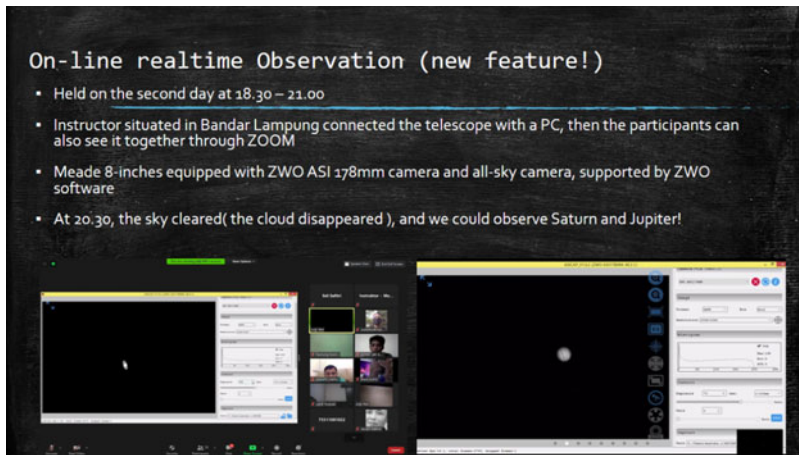 On-line realtime Observation (new feature!)
▪ Held on the second day at 18.30 – 21.00
▪ Instructor situated in Bandar Lampung connected the telescope with a PC, then the participants can
also see it together through ZOOM
▪ Meade 8-inches equipped with ZWO ASI 178mm camera and all-sky camera, supported by ZWO
software
▪ At 20.30, the sky cleared( the cloud disappeared ), and we could observe Saturn and Jupiter!